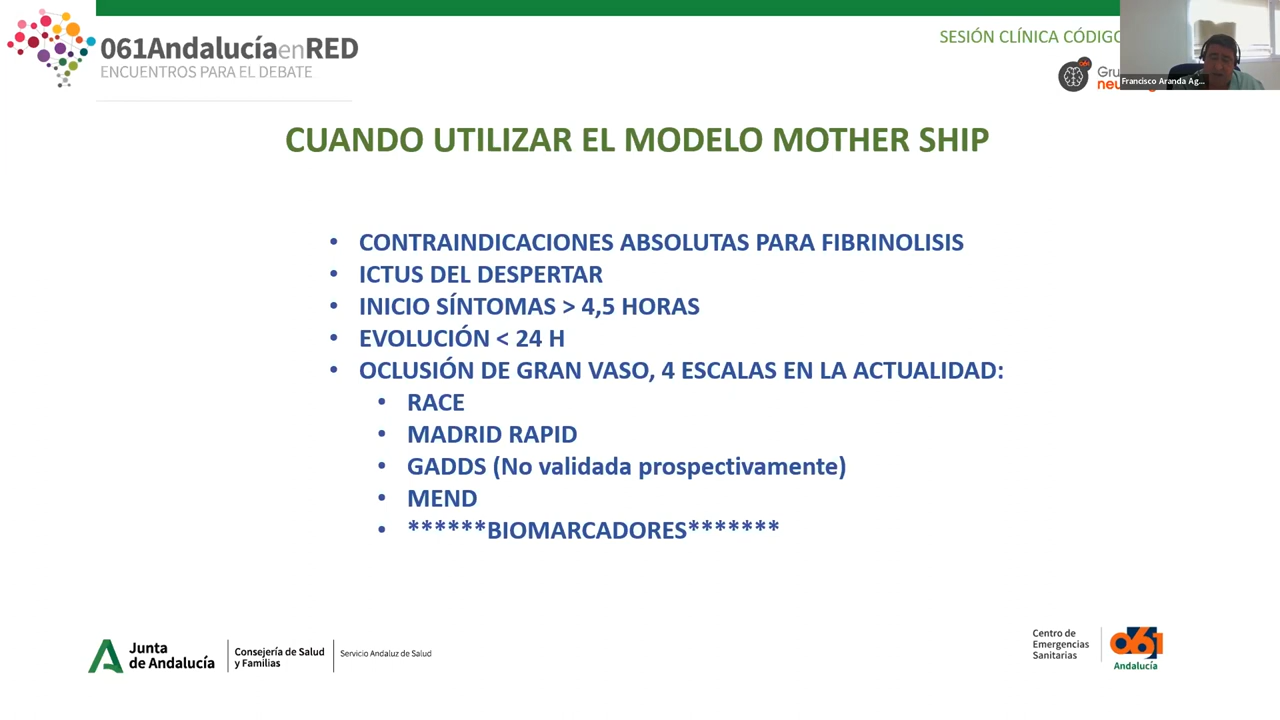 061AndalucíaenRED
ENCUENTROS PARA EL DEBATE
SESIÓN CLÍNICA CÓDIGO
Francisco Aranda Ag...
CUANDO UTILIZAR EL MODELO MOTHER SHIP
• CONTRAINDICACIONES ABSOLUTAS PARA FIBRINOLISIS
• ICTUS DEL DESPERTAR
• INICIO SÍNTOMAS > 4,5 HORAS
• EVOLUCIÓN < 24 H
• OCLUSIÓN DE GRAN VASO, 4 ESCALAS EN LA ACTUALIDAD:
• RACE
• MADRID RAPID
• GADDS (No validada prospectivamente)
• MEND
• ******BIOMARCADORES*******
Junta
de Andalucía
Consejería de Salud
y Familias
Servicio Andaluz de Salud
Centro de
Emergencias
Sanitarias
061
Andalucía